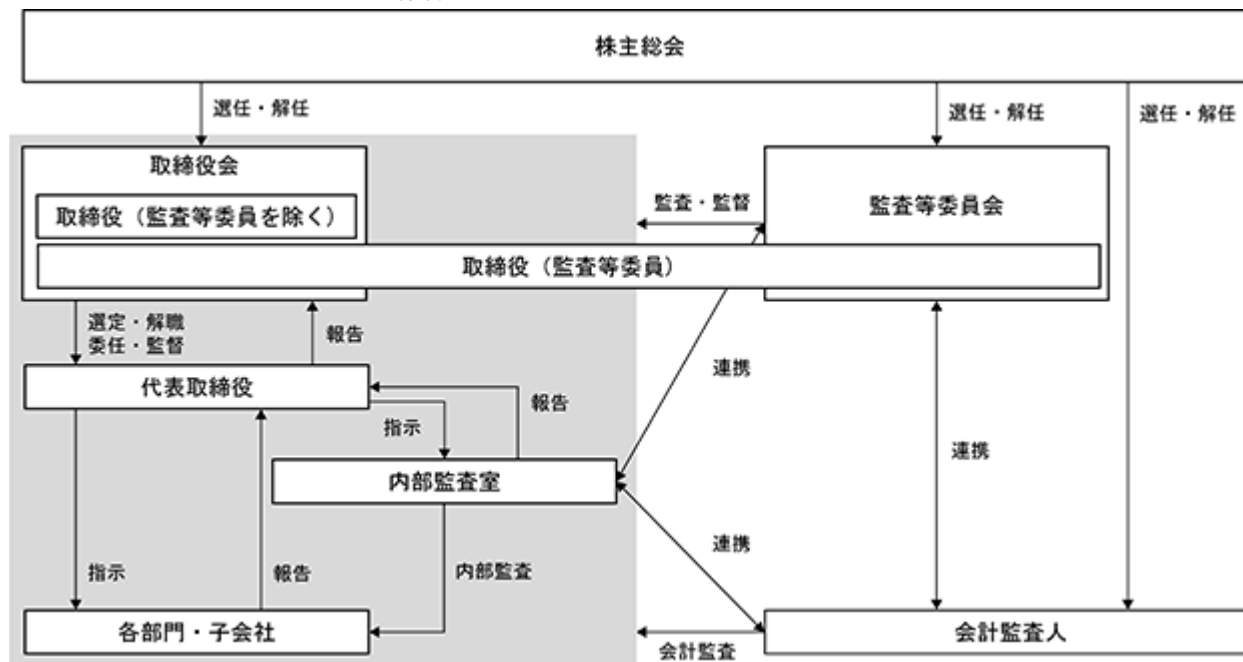 株主総会
選任・解任
選任・解任
選任・解任
取締役会
取締役（監査等委員を除く）
監査・監督
監査等委員会
取締役（監査等委員）
選定・解職
委任・監督
報告
代表取締役
連携
報告
指示
連携
内部監査室
連携
指示
報告
内部監査
各部門・子会社
会計監査
会計監査人